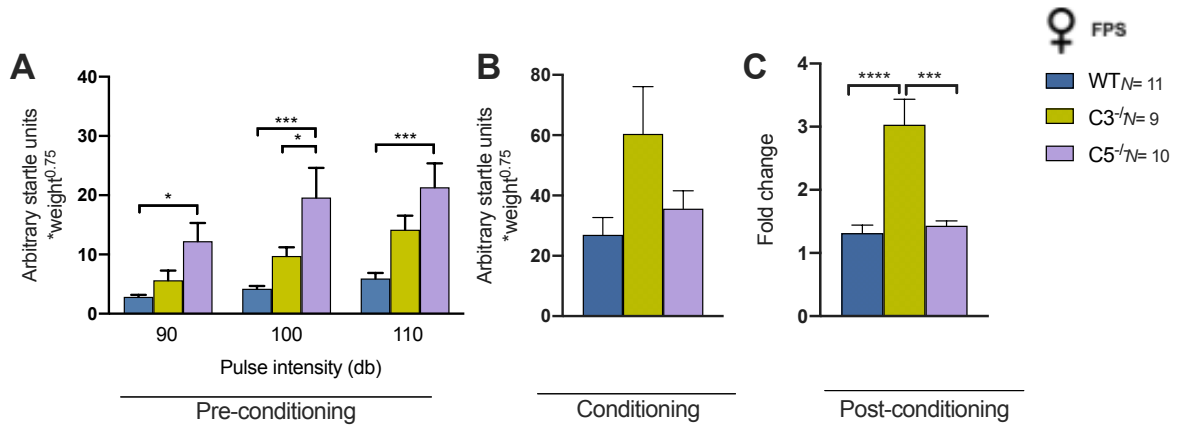 ♀ FPS
WT N= 11
C3-/- N= 9
C5-/- N= 10
A
Arbitrary startle units
*weight0.75
40
30
20
10
0
*
***
*
***
90 100 110
Pulse intensity (db)
Pre-conditioning
B
Arbitrary startle units
*weight0.75
80
60
40
20
0
Conditioning
C
Fold change
4
3
2
1
0
**** ***
Post-conditioning